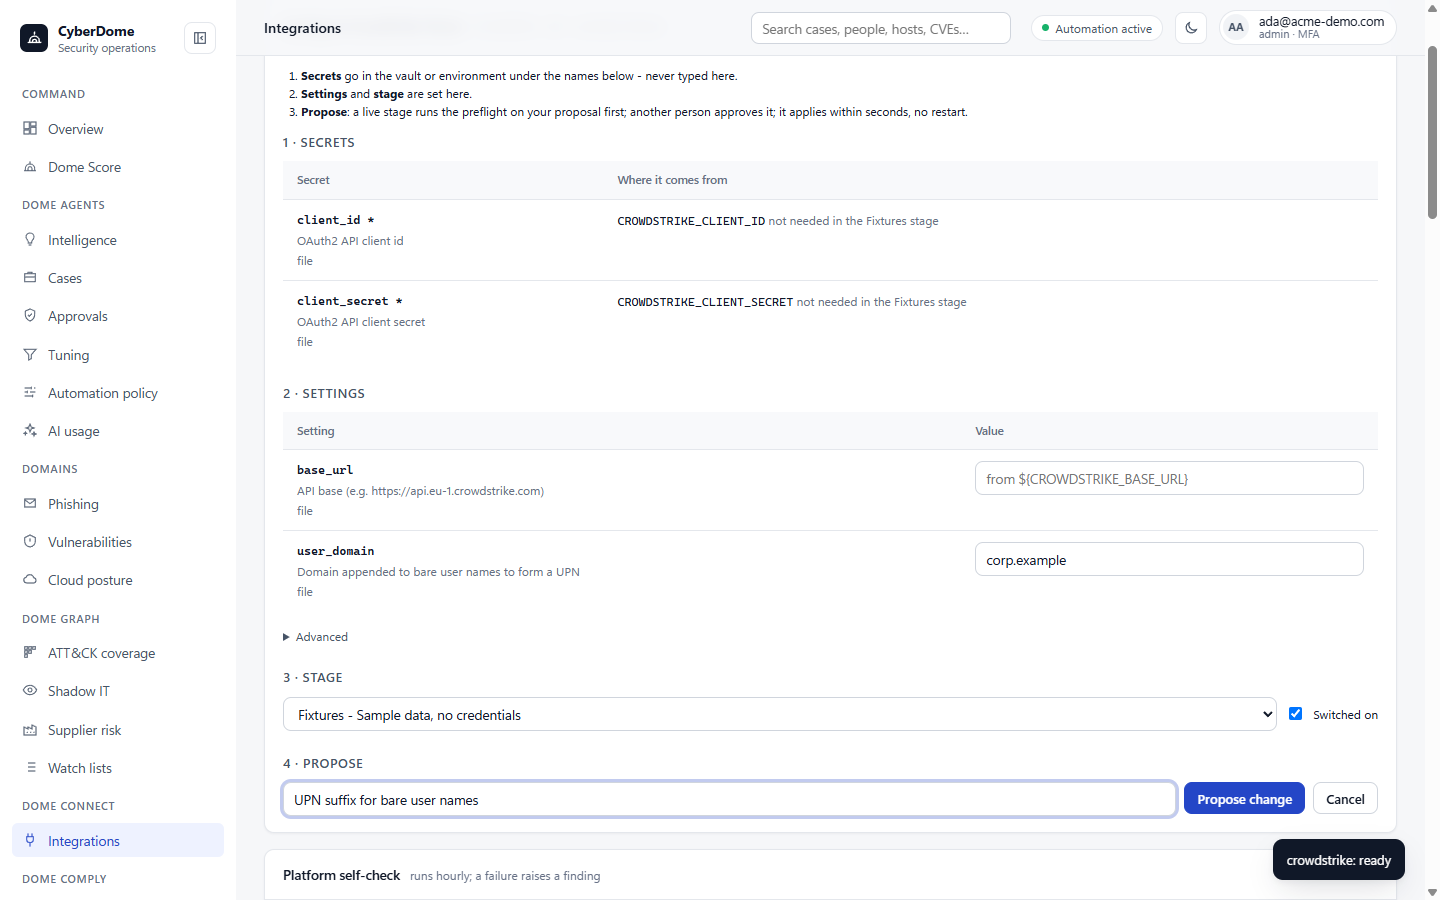 CyberDome
Security operations
COMMAND
Overview
Dome Score
DOME AGENTS
Intelligence
Cases
Approvals
Tuning
Automation policy
AI usage
DOMAINS
Phishing
Vulnerabilities
Cloud posture
DOME GRAPH
ATT&CK coverage
Shadow IT
Supplier risk
Watch lists
DOME CONNECT
Integrations
DOME COMPLY
Integrations
Search cases, people, hosts, CVEs...
Automation active
AA
ada@acme-demo.com
admin · MFA
1. Secrets go in the vault or environment under the names below - never typed here.
2. Settings and stage are set here.
3. Propose: a live stage runs the preflight on your proposal first; another person approves it; it applies within seconds, no restart.
1 · SECRETS
Secret Where it comes from
client_id * CROWDSTRIKE_CLIENT_ID not needed in the Fixtures stage
OAuth2 API client id
file
client_secret * CROWDSTRIKE_CLIENT_SECRET not needed in the Fixtures stage
OAuth2 API client secret
file
2 · SETTINGS
Setting Value
base_url
API base (e.g. https://api.eu-1.crowdstrike.com)
file
from ${CROWDSTRIKE_BASE_URL}
user_domain
Domain appended to bare user names to form a UPN
file
corp.example
Advanced
3 · STAGE
Fixtures - Sample data, no credentials
Switched on
4 · PROPOSE
UPN suffix for bare user names
Propose change
Cancel
Platform self-check runs hourly; a failure raises a finding
crowdstrike: ready